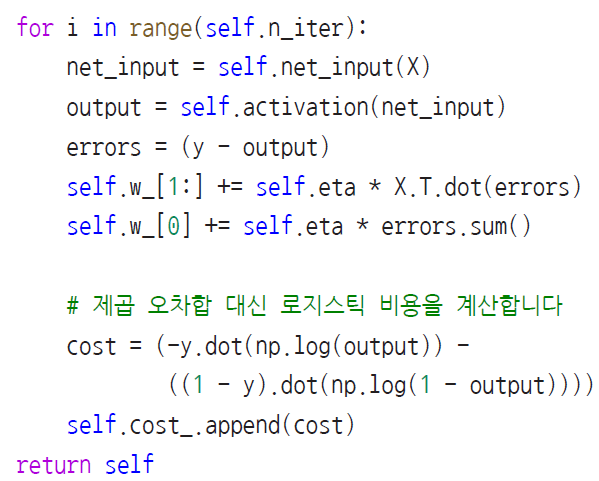 for i in range(self.n_iter):
    net_input = self.net_input(X)
    output = self.activation(net_input)
    errors = (y - output)
    self.w_[1:] += self.eta * X.T.dot(errors)
    self.w_[0] += self.eta * errors.sum()

    # 제곱 오차합 대신 로지스틱 비용을 계산합니다
    cost = (-y.dot(np.log(output)) -
            ((1 - y).dot(np.log(1 - output))))
    self.cost_.append(cost)
return self